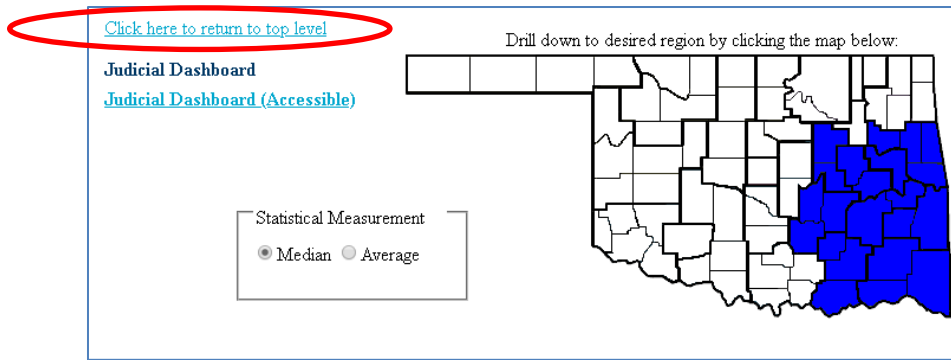 Click here to return to top level
Drill down to desired region by clicking the map below:
Judicial Dashboard
Judicial Dashboard (Accessible)
Statistical Measurement
Median Average